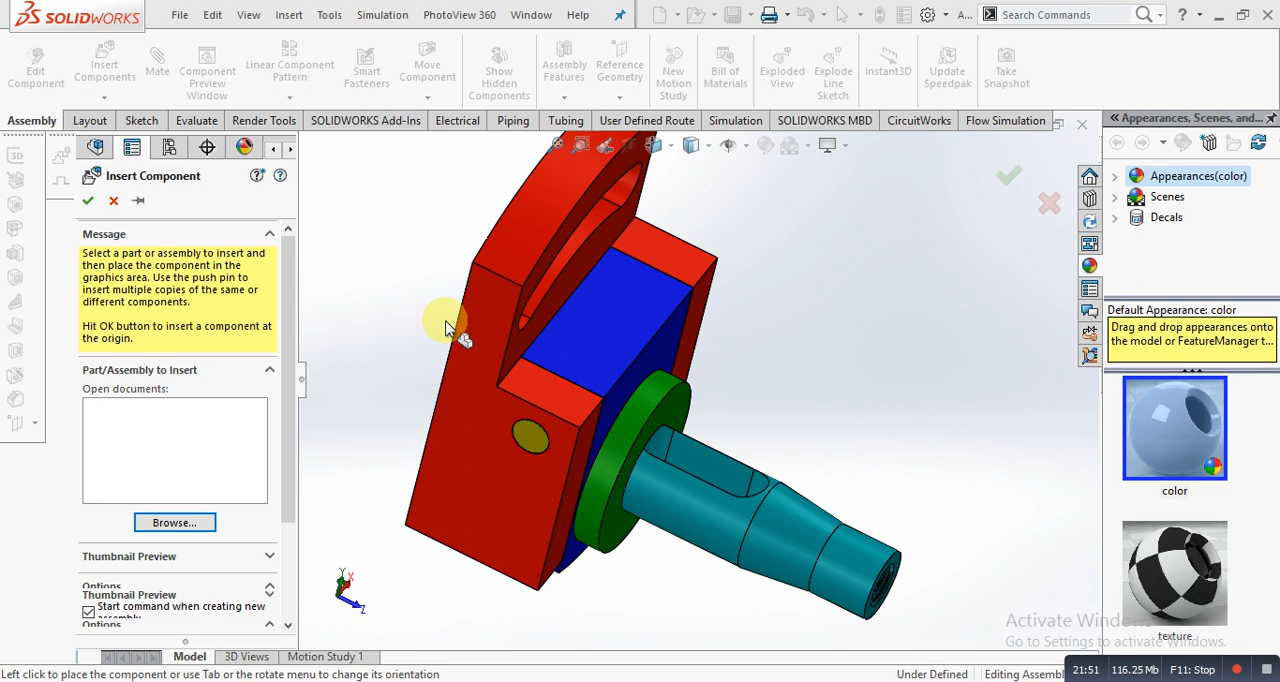 SOLIDWORKS File Edit View Insert Tools Simulation PhotoView 360 Window Help A... Search Commands
Edit Component
Insert Components
Mate
Component Preview Window
Linear Component Pattern
Smart Fasteners
Move Component
Show Hidden Components
Assembly Features
Reference Geometry
New Motion Study
Bill of Materials
Exploded View
Explode Line Sketch
Instant3D
Update Speedpak
Take Snapshot
Assembly Layout Sketch Evaluate Render Tools SOLIDWORKS Add-Ins Electrical Piping Tubing User Defined Route Simulation SOLIDWORKS MBD CircuitWorks Flow Simulation
Insert Component
Message
Select a part or assembly to insert and
then place the component in the
graphics area. Use the push pin to
insert multiple copies of the same or
different components.
Hit OK button to insert a component at
the origin.
Part/Assembly to Insert
Open documents:
Browse...
Thumbnail Preview
Options
Thumbnail Preview
Start command when creating new
assembly
Options
Y X
Z
Appearances, Scenes, and...
Appearances(color)
Scenes
Decals
Default Appearance: color
Drag and drop appearances onto
the model or FeatureManager t...
color
texture
Activate Windows
Go to Settings to activate Windows.
Model 3D Views Motion Study 1
Left click to place the component or use Tab or the rotate menu to change its orientation Under Defined Editing Assembl
21:51 116.25 Mb F11: Stop